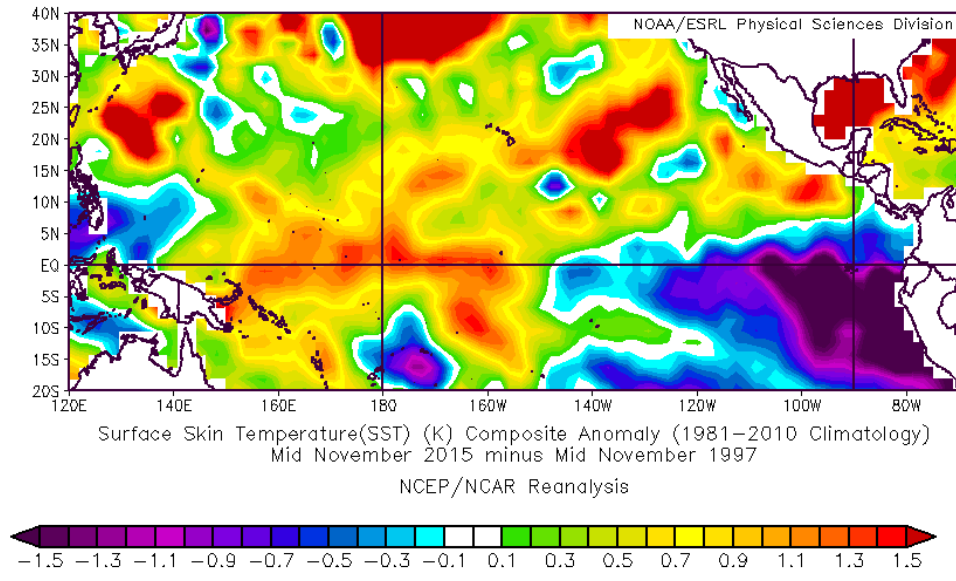 NOAA/ESRL Physical Sciences Division
40N
35N
30N
25N
20N
15N
10N
5N
EQ
5S
10S
15S
20S
120E 140E 160E 180 160W 140W 120W 100W 80W
Surface Skin Temperature(SST) (K) Composite Anomaly (1981-2010 Climatology)
Mid November 2015 minus Mid November 1997
NCEP/NCAR Reanalysis
-1.5 -1.3 -1.1 -0.9 -0.7 -0.5 -0.3 -0.1 0.1 0.3 0.5 0.7 0.9 1.1 1.3 1.5